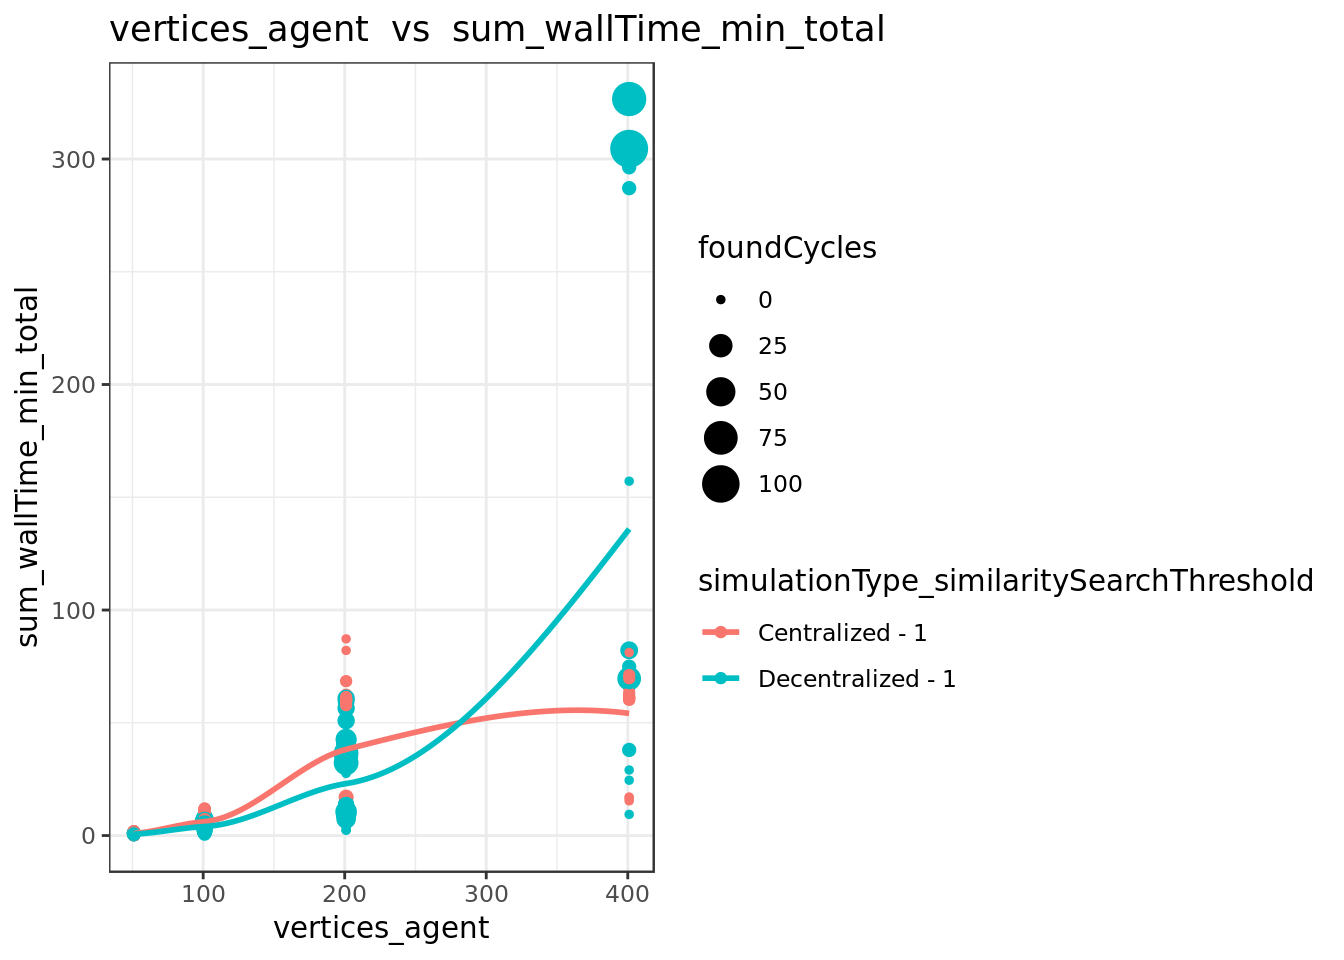 vertices_agent vs sum_wallTime_min_total
sum_wallTime_min_total
300
200
100
0
100 200 300 400
vertices_agent
foundCycles
0
25
50
75
100
simulationType_similaritySearchThreshold
Centralized - 1
Decentralized - 1